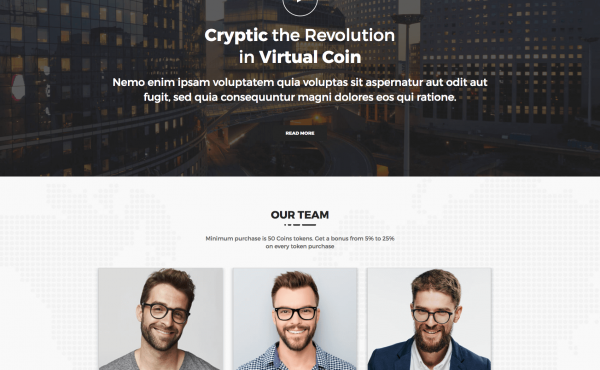 Cryptic the Revolution
in Virtual Coin
Nemo enim ipsam voluptatem quia voluptas sit aspernatur aut odit aut
fugit, sed quia consequuntur magni dolores eos qui ratione.
READ MORE
OUR TEAM
Minimum purchase is 50 Coins tokens. Get a bonus from 5% to 25%
on every token purchase